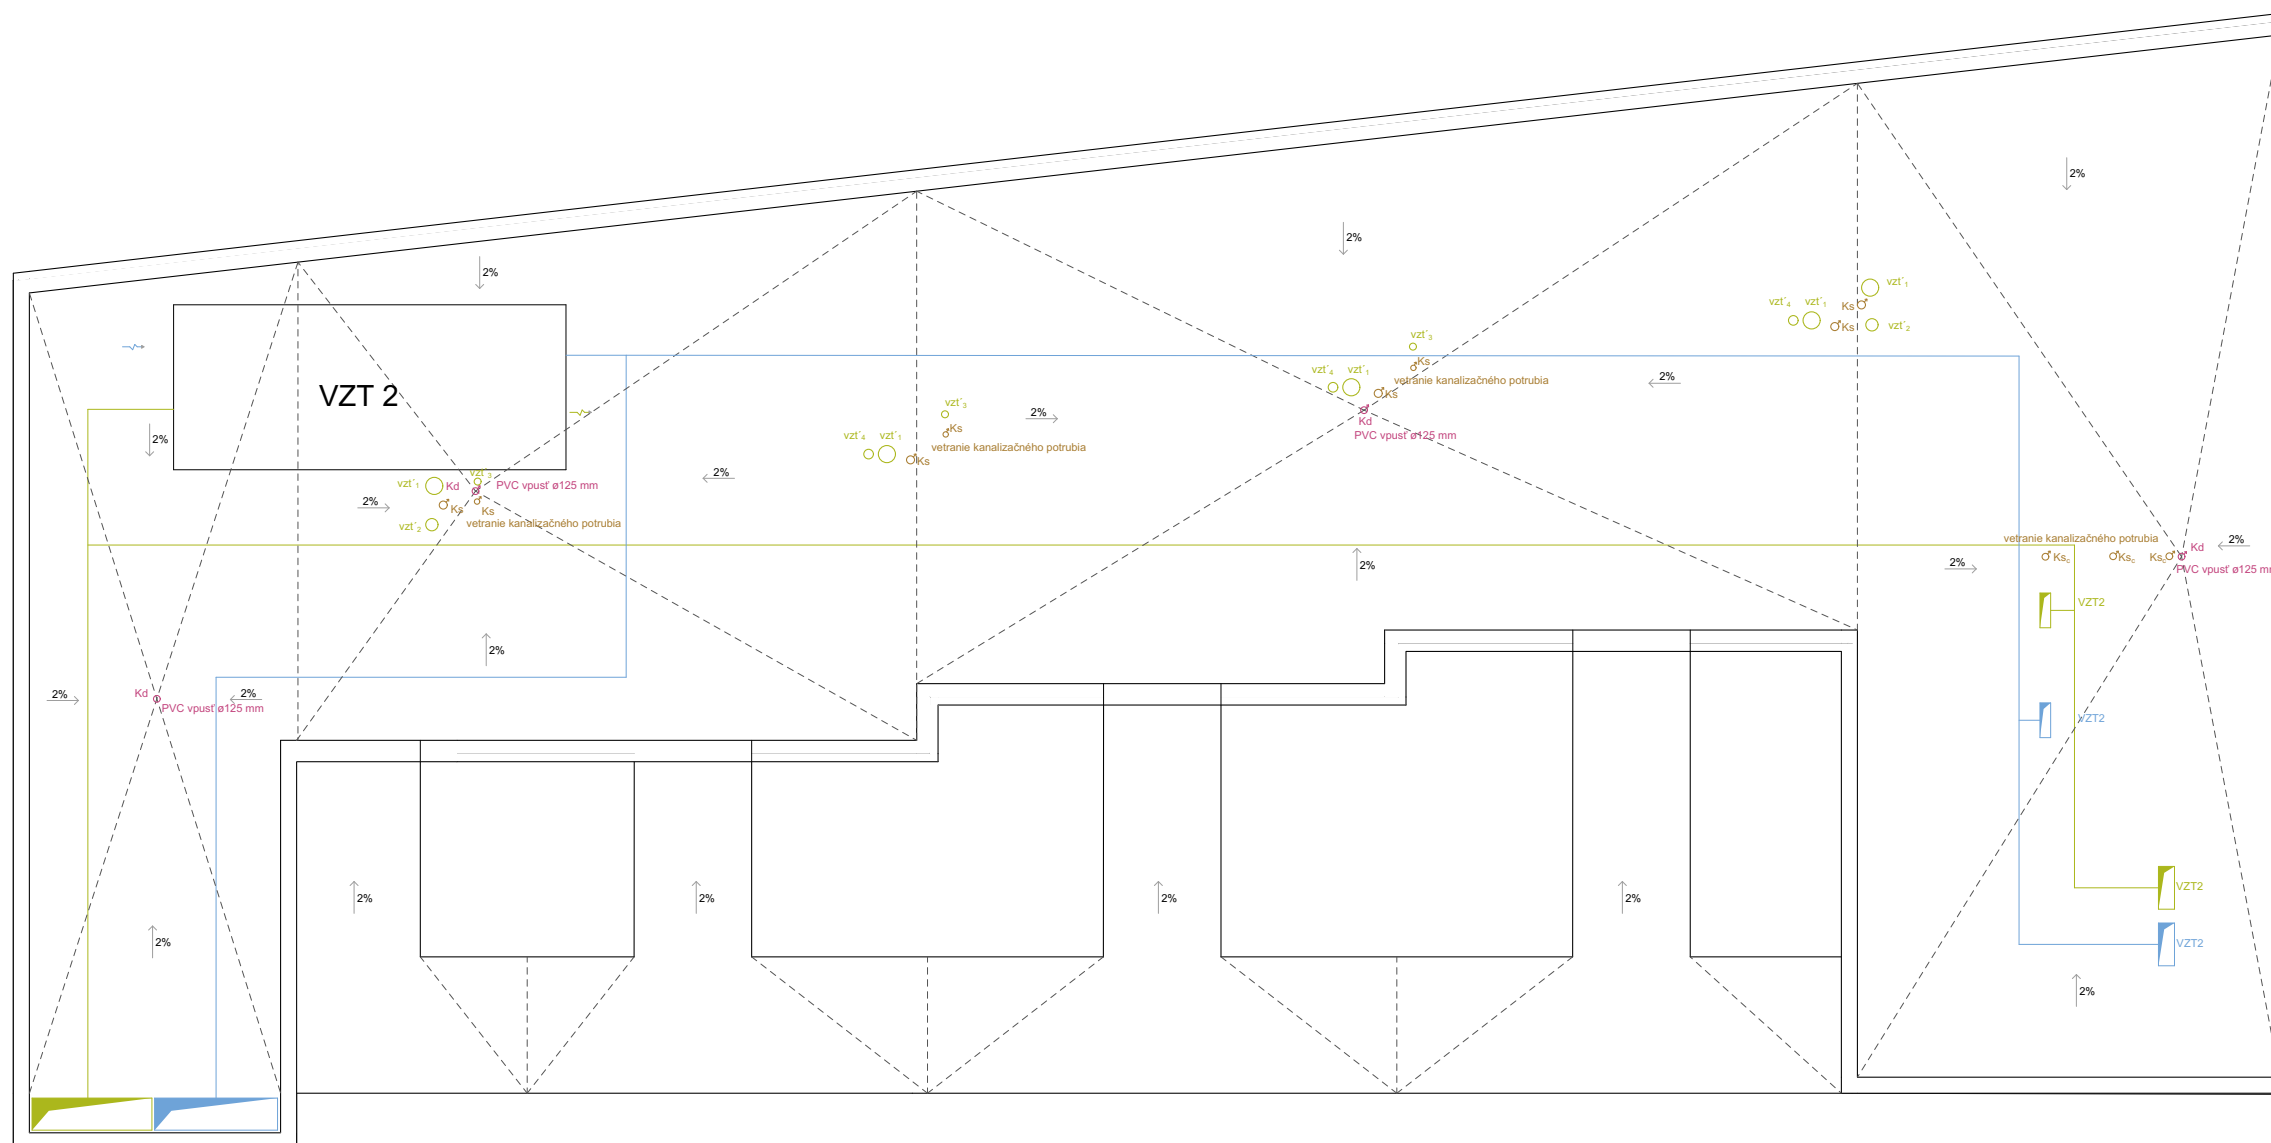 2%
2%
2%
vzt´₁
vzt´₄ vzt´₁
Ks
Ks
vzt´₂
vzt´₃
Ks
vzt´₄ vzt´₁
vetranie kanalizačného potrubia
Ks
2%
Kd
PVC vpusť ø125 mm
VZT 2
2%
vzt´₃
2%
Ks
vzt´₄ vzt´₁
vetranie kanalizačného potrubia
Ks
2%
2%
vzt´₃
vzt´₁
Kd
PVC vpusť ø125 mm
2%
Ks
Ks
vzt´₂
vetranie kanalizačného potrubia
vetranie kanalizačného potrubia
Kd
2%
Ks꜀
Ks꜀
Ks꜀
PVC vpusť ø125 mm
2%
2%
VZT2
2%
2%
Kd
2%
PVC vpusť ø125 mm
VZT2
2%
2%
2%
2%
VZT2
2%
VZT2
2%